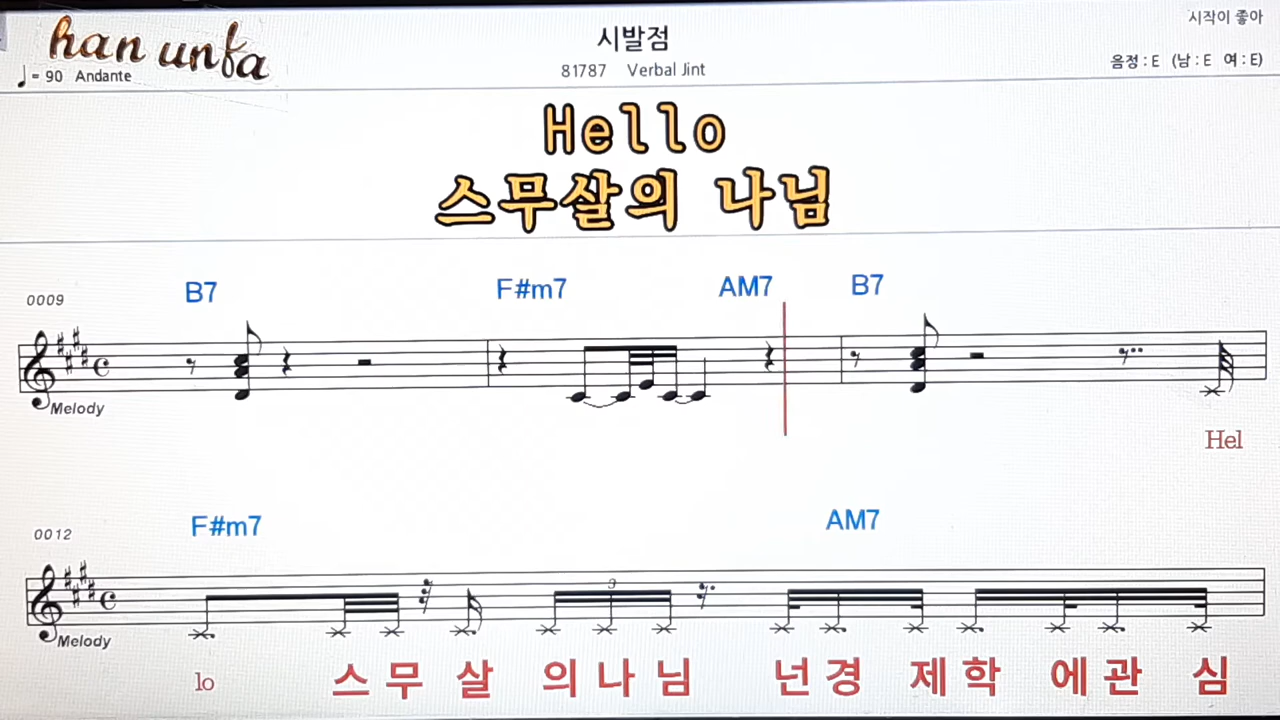 han unfa
시작이 좋아
시발점
♩= 90 Andante
81787 Verbal Jint
음정 : E (남 : E 여 : E)
Hello
스무살의 나님
0009 B7 F#m7 AM7 B7
Melody
Hel
0012 F#m7 AM7
3
Melody
lo 스 무 살 의 나 님 넌 경 제 학 에 관 심